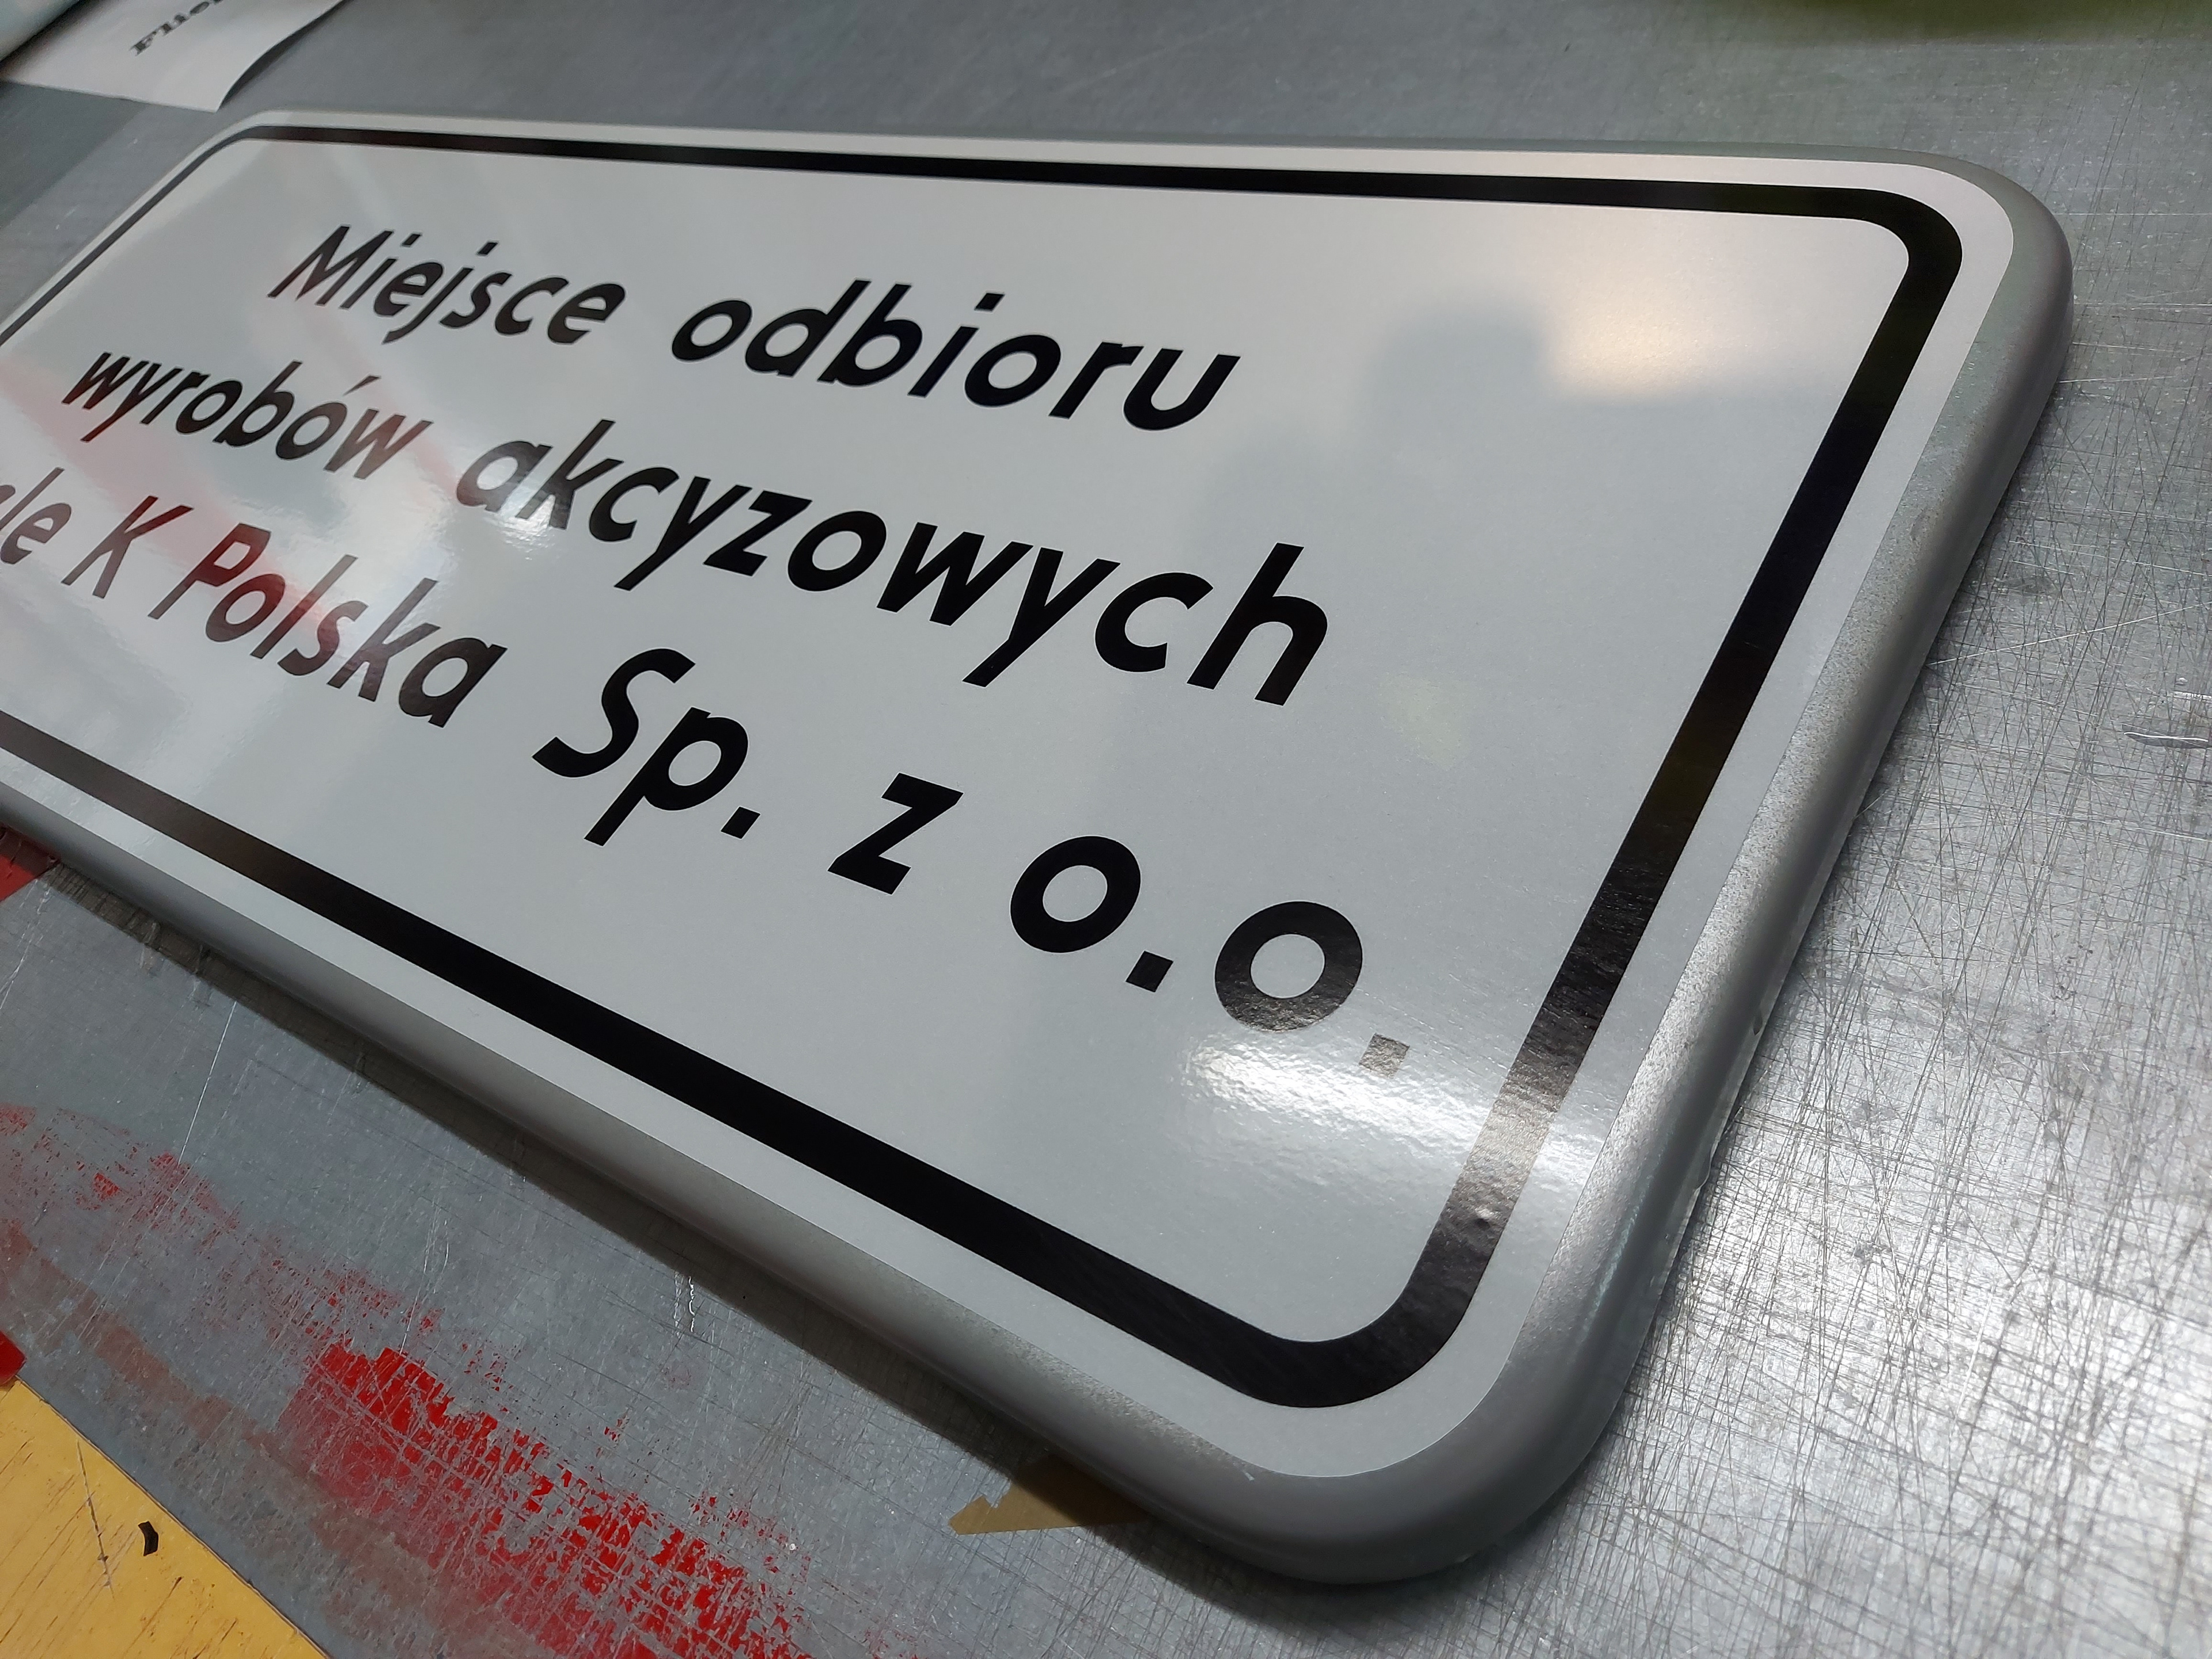 Miejsce odbioru
wyrobów akcyzowych
K Polska Sp. z o.o.